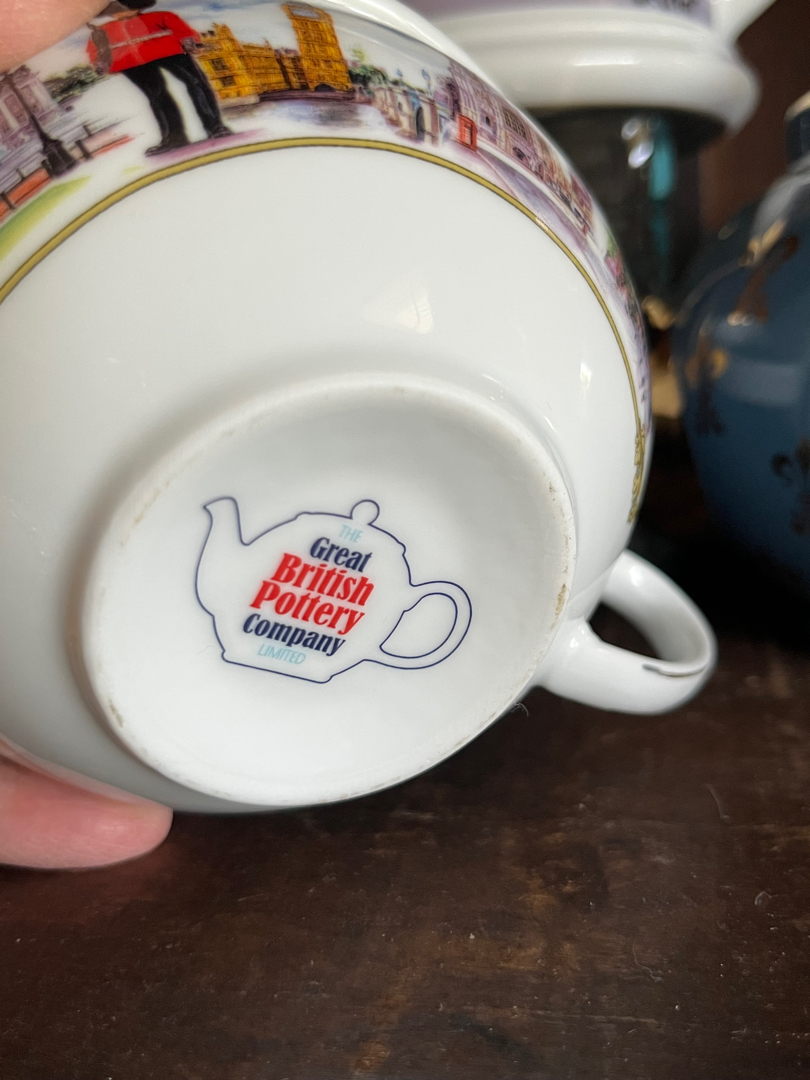 THE
Great
British
Pottery
Company
LIMITED